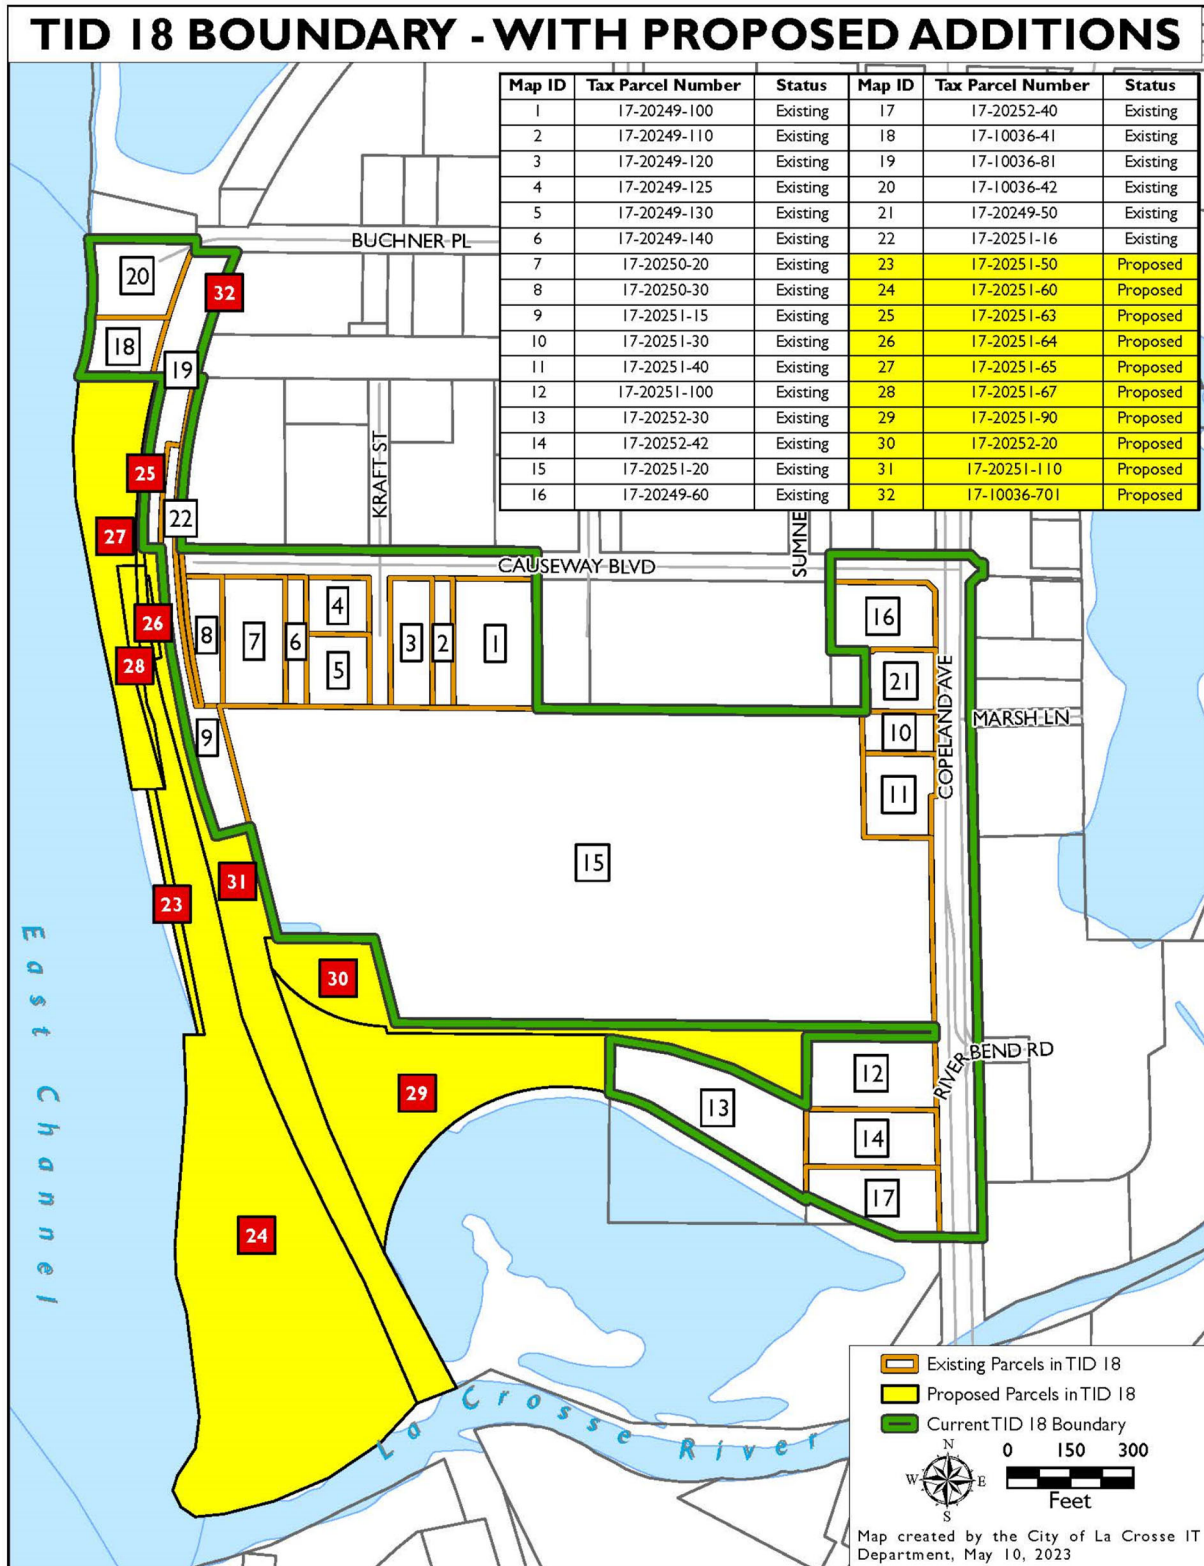 TID 18 BOUNDARY - WITH PROPOSED ADDITIONS
Map ID Tax Parcel Number Status Map ID Tax Parcel Number Status
1 17-20249-100 Existing 17 17-20252-40 Existing
2 17-20249-110 Existing 18 17-10036-41 Existing
3 17-20249-120 Existing 19 17-10036-81 Existing
4 17-20249-125 Existing 20 17-10036-42 Existing
5 17-20249-130 Existing 21 17-20249-50 Existing
6 17-20249-140 Existing 22 17-20251-16 Existing
7 17-20250-20 Existing 23 17-20251-50 Proposed
8 17-20250-30 Existing 24 17-20251-60 Proposed
9 17-20251-15 Existing 25 17-20251-63 Proposed
10 17-20251-30 Existing 26 17-20251-64 Proposed
11 17-20251-40 Existing 27 17-20251-65 Proposed
12 17-20251-100 Existing 28 17-20251-67 Proposed
13 17-20252-30 Existing 29 17-20251-90 Proposed
14 17-20252-42 Existing 30 17-20252-20 Proposed
15 17-20251-20 Existing 31 17-20251-110 Proposed
16 17-20249-60 Existing 32 17-10036-701 Proposed
BUCHNER PL
20
32
18
19
KRAFT ST
25
22
27
SUMNE
CAUSEWAY BLVD
26
8
7
6
4
5
3
2
1
16
28
21
COPELAND AVE
MARSH LN
9
10
11
15
31
23
30
East Channel
RIVER BEND RD
12
29
13
14
17
24
La Crosse River
Existing Parcels in TID 18
Proposed Parcels in TID 18
Current TID 18 Boundary
N
W E
S
0 150 300
Feet
Map created by the City of La Crosse IT
Department, May 10, 2023